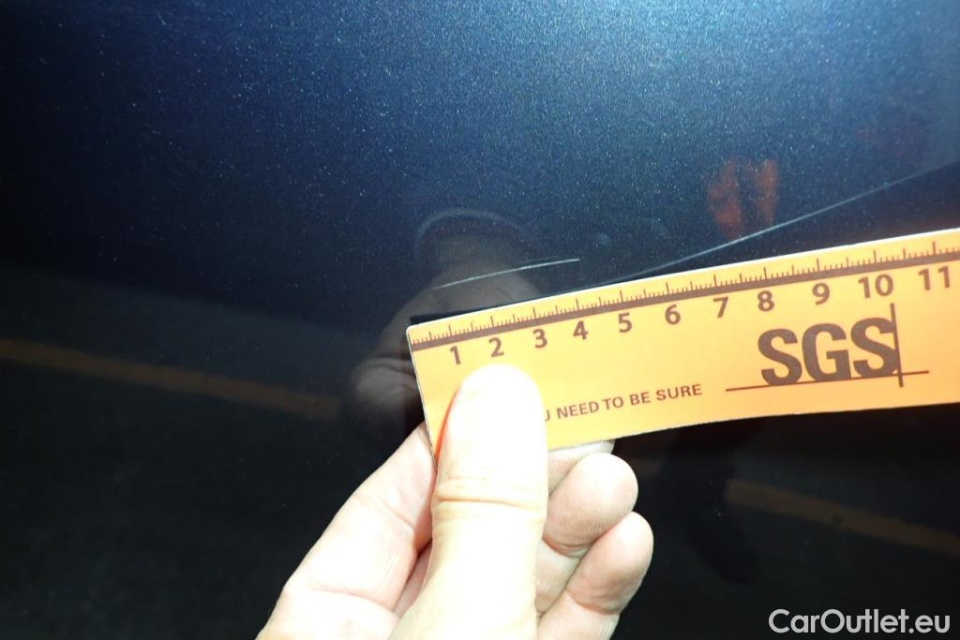 1 2 3 4 5 6 7 8 9 10 11
SGS
NEED TO BE SURE
CarOutlet.eu